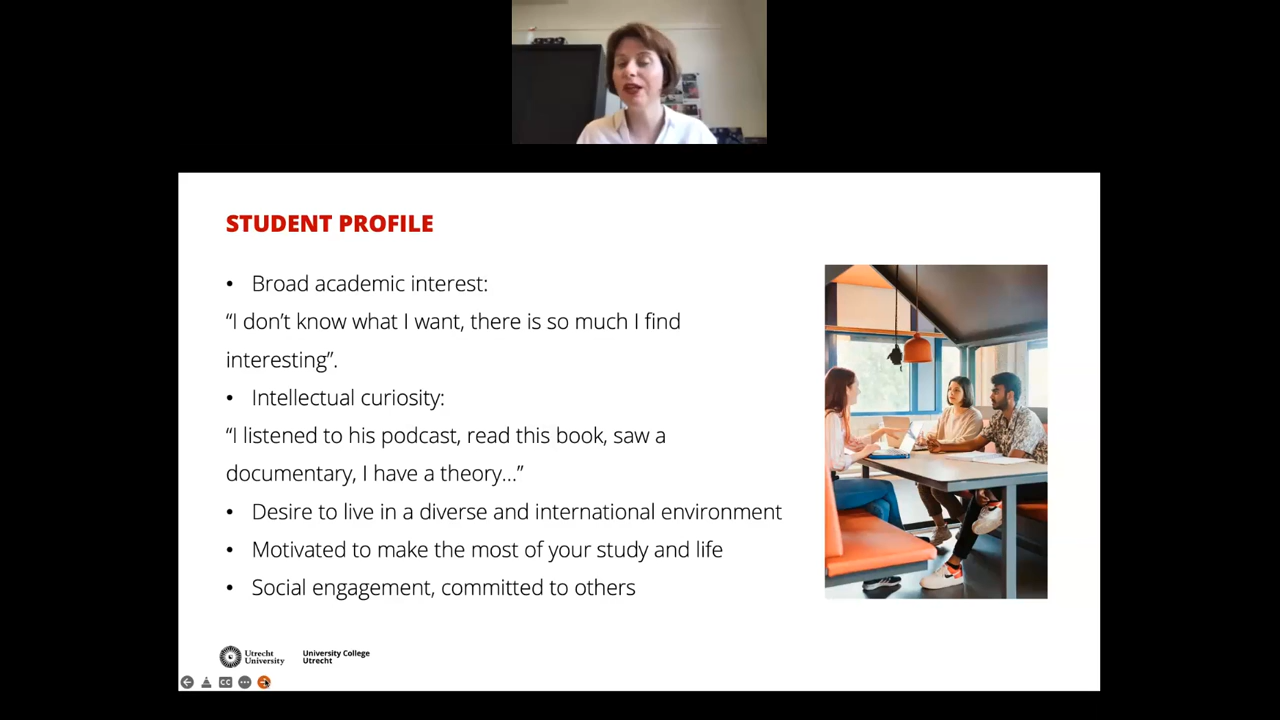 STUDENT PROFILE
• Broad academic interest:
“I don’t know what I want, there is so much I find
interesting”.
• Intellectual curiosity:
“I listened to his podcast, read this book, saw a
documentary, I have a theory...”
• Desire to live in a diverse and international environment
• Motivated to make the most of your study and life
• Social engagement, committed to others
Utrecht
University
University College
Utrecht
CC